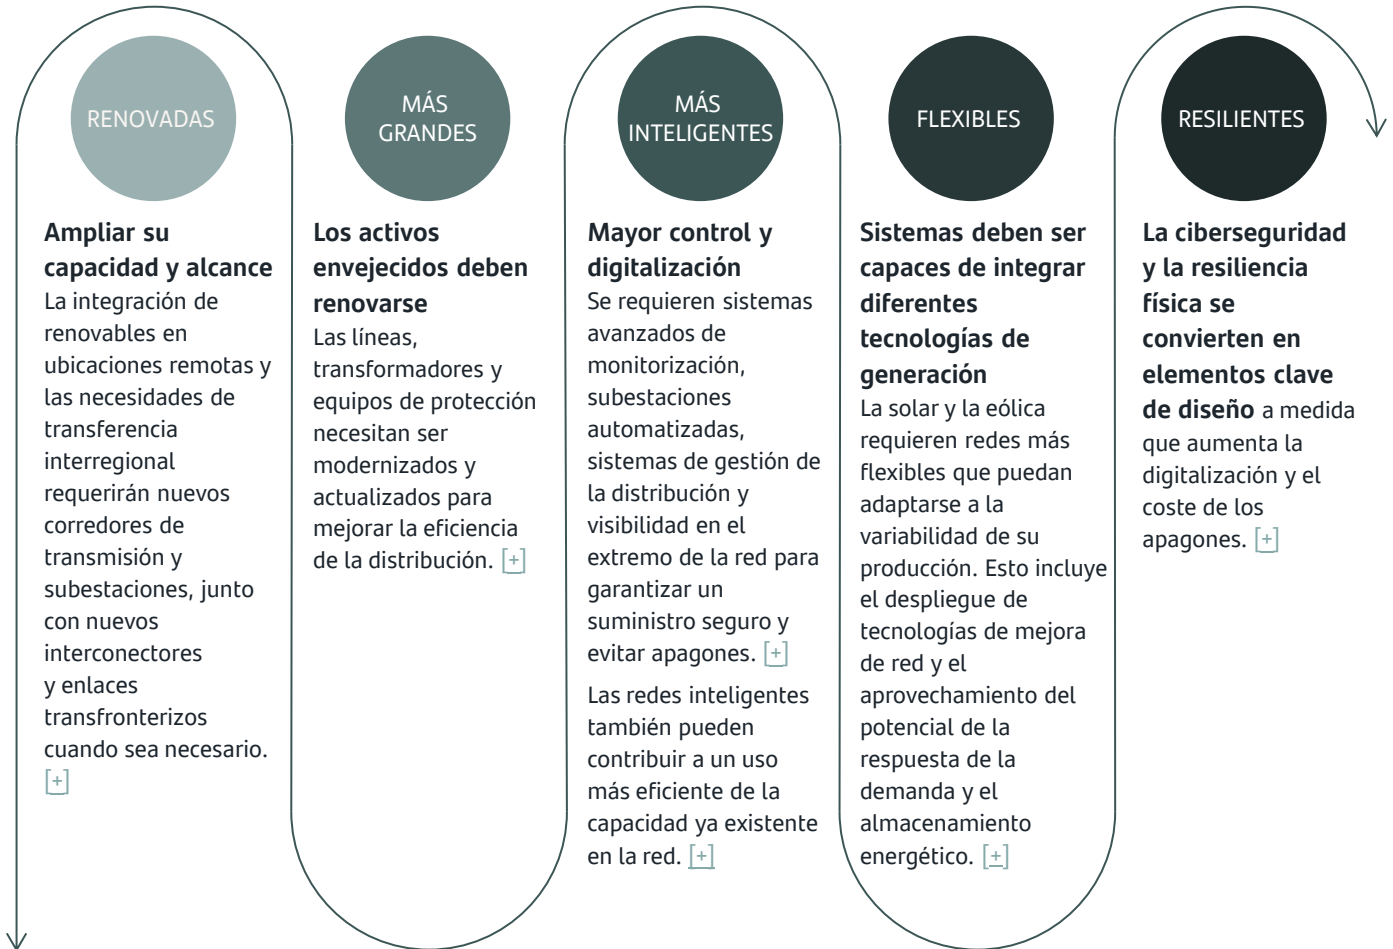 RENOVADAS
Ampliar su
capacidad y alcance
La integración de
renovables en
ubicaciones remotas y
las necesidades de
transferencia
interregional
requerirán nuevos
corredores de
transmisión y
subestaciones, junto
con nuevos
interconectores
y enlaces
transfronterizos
cuando sea necesario.
[+]
MÁS
GRANDES
Los activos
envejecidos deben
renovarse
Las líneas,
transformadores y
equipos de protección
necesitan ser
modernizados y
actualizados para
mejorar la eficiencia
de la distribución. [+]
MÁS
INTELIGENTES
Mayor control y
digitalización
Se requieren sistemas
avanzados de
monitorización,
subestaciones
automatizadas,
sistemas de gestión de
la distribución y
visibilidad en el
extremo de la red para
garantizar un
suministro seguro y
evitar apagones. [+]
Las redes inteligentes
también pueden
contribuir a un uso
más eficiente de la
capacidad ya existente
en la red. [+]
FLEXIBLES
Sistemas deben ser
capaces de integrar
diferentes
tecnologías de
generación
La solar y la eólica
requieren redes más
flexibles que puedan
adaptarse a la
variabilidad de su
producción. Esto incluye
el despliegue de
tecnologías de mejora
de red y el
aprovechamiento del
potencial de la
respuesta de la
demanda y el
almacenamiento
energético. [+]
RESILIENTES
La ciberseguridad
y la resiliencia
física se
convierten en
elementos clave
de diseño a medida
que aumenta la
digitalización y el
coste de los
apagones. [+]